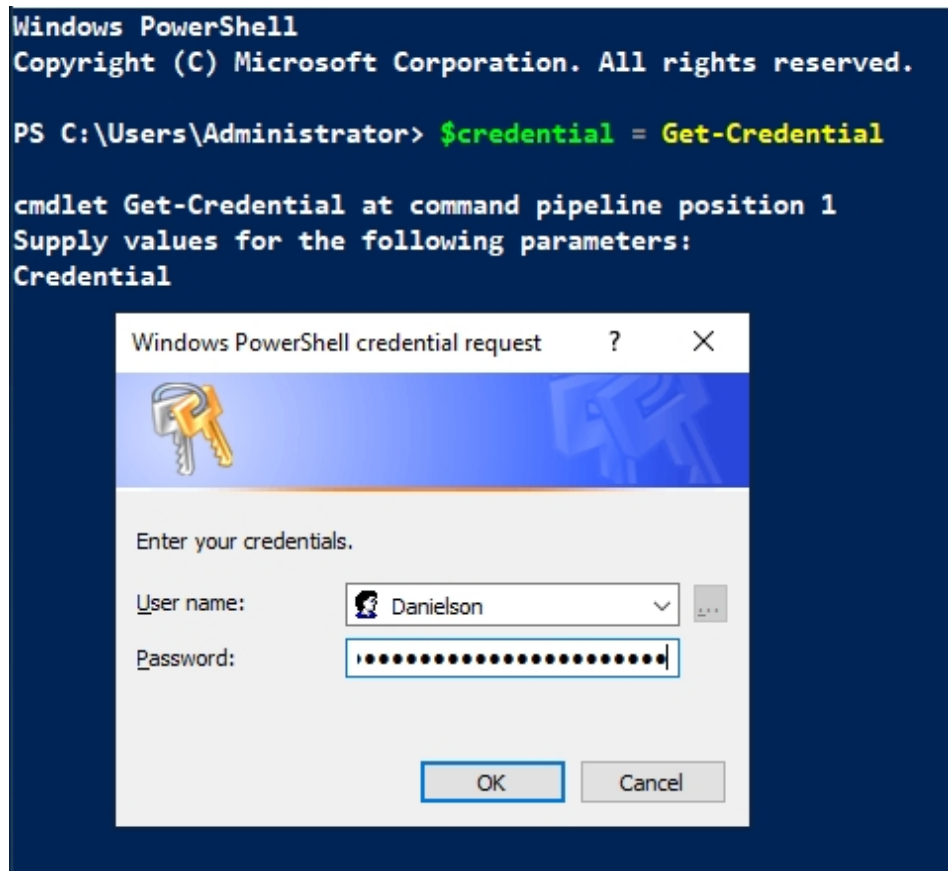 Windows PowerShell
Copyright (C) Microsoft Corporation. All rights reserved.
PS C:\Users\Administrator> $credential = Get-Credential
cmdlet Get-Credential at command pipeline position 1
Supply values for the following parameters:
Credential
Windows PowerShell credential request ? X
Enter your credentials.
User name: Danielson ...
Password: ••••••••••••••••••••••••
OK Cancel